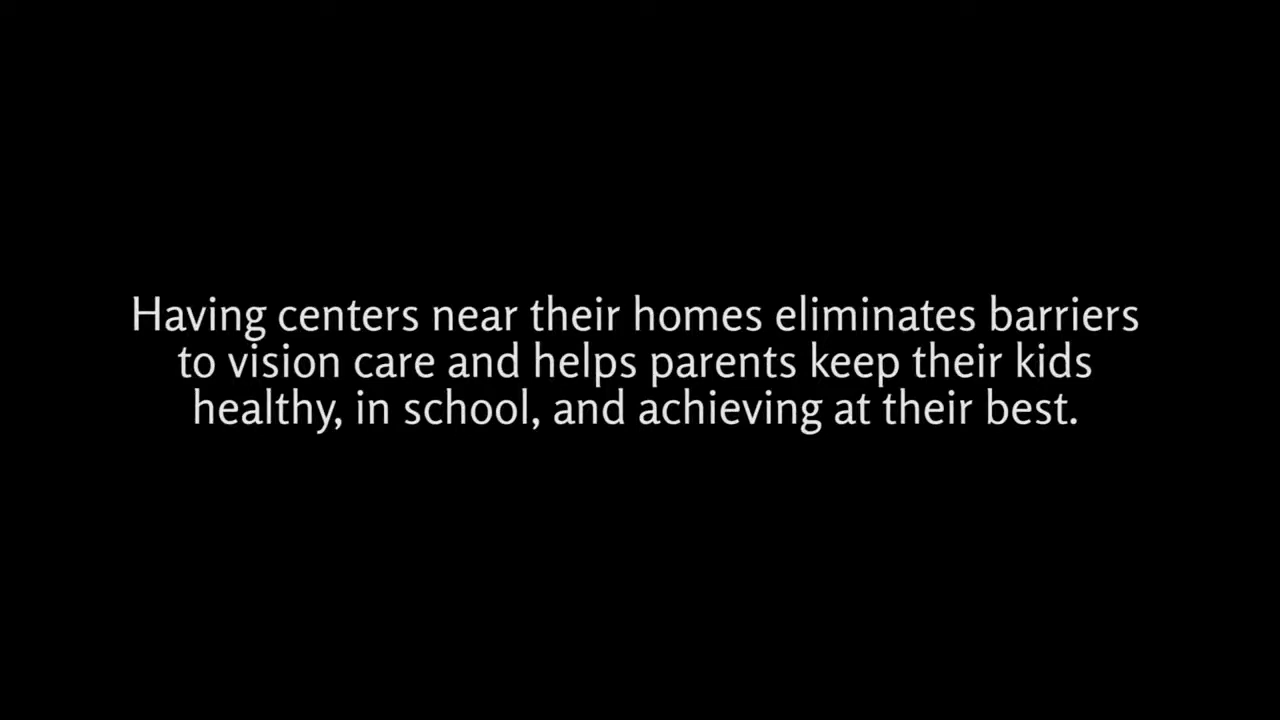 Having centers near their homes eliminates barriers
to vision care and helps parents keep their kids
healthy, in school, and achieving at their best.